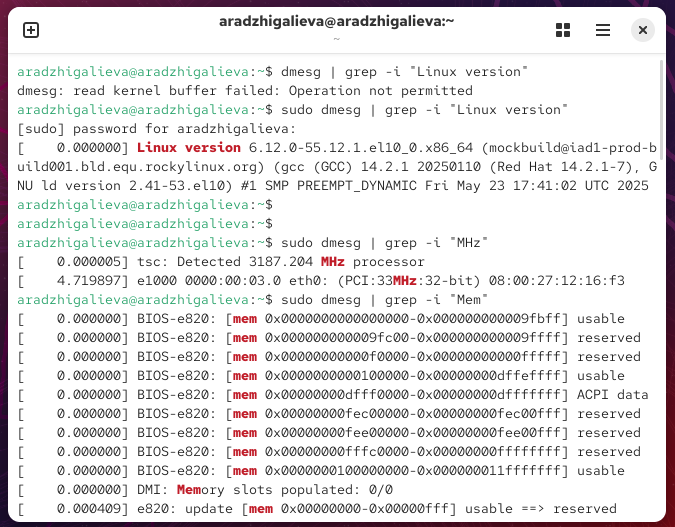 aradzhigalieva@aradzhigalieva:~
~
aradzhigalieva@aradzhigalieva:~$ dmesg | grep -i "Linux version"
dmesg: read kernel buffer failed: Operation not permitted
aradzhigalieva@aradzhigalieva:~$ sudo dmesg | grep -i "Linux version"
[sudo] password for aradzhigalieva:
[    0.000000] Linux version 6.12.0-55.12.1.el10_0.x86_64 (mockbuild@iad1-prod-b
uild001.bld.equ.rockylinux.org) (gcc (GCC) 14.2.1 20250110 (Red Hat 14.2.1-7), G
NU ld version 2.41-53.el10) #1 SMP PREEMPT_DYNAMIC Fri May 23 17:41:02 UTC 2025
aradzhigalieva@aradzhigalieva:~$
aradzhigalieva@aradzhigalieva:~$
aradzhigalieva@aradzhigalieva:~$ sudo dmesg | grep -i "MHz"
[    0.000005] tsc: Detected 3187.204 MHz processor
[    4.719897] e1000 0000:00:03.0 eth0: (PCI:33MHz:32-bit) 08:00:27:12:16:f3
aradzhigalieva@aradzhigalieva:~$ sudo dmesg | grep -i "Mem"
[    0.000000] BIOS-e820: [mem 0x0000000000000000-0x000000000009fbff] usable
[    0.000000] BIOS-e820: [mem 0x000000000009fc00-0x000000000009ffff] reserved
[    0.000000] BIOS-e820: [mem 0x00000000000f0000-0x00000000000fffff] reserved
[    0.000000] BIOS-e820: [mem 0x0000000000100000-0x00000000dffeffff] usable
[    0.000000] BIOS-e820: [mem 0x00000000dfff0000-0x00000000dfffffff] ACPI data
[    0.000000] BIOS-e820: [mem 0x00000000fec00000-0x00000000fec00fff] reserved
[    0.000000] BIOS-e820: [mem 0x00000000fee00000-0x00000000fee00fff] reserved
[    0.000000] BIOS-e820: [mem 0x00000000fffc0000-0x00000000ffffffff] reserved
[    0.000000] BIOS-e820: [mem 0x0000000100000000-0x000000011fffffff] usable
[    0.000000] DMI: Memory slots populated: 0/0
[    0.000409] e820: update [mem 0x00000000-0x00000fff] usable ==> reserved